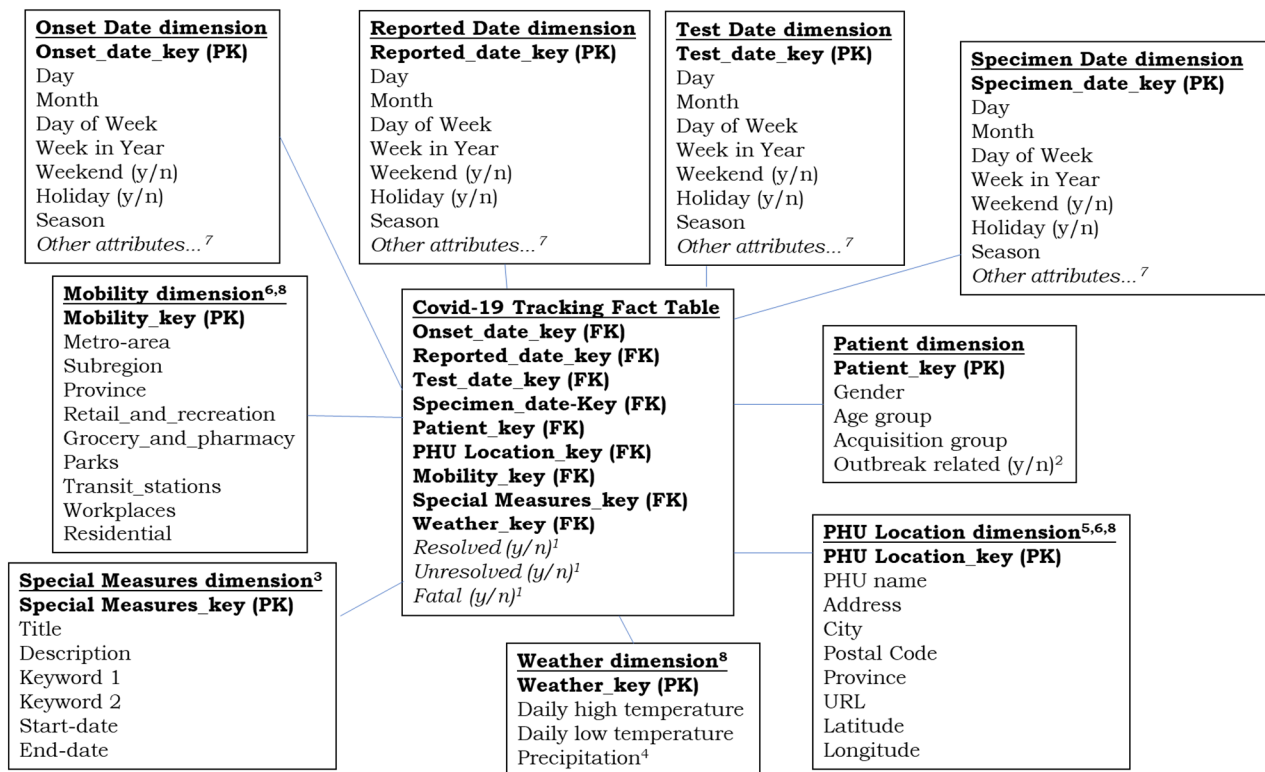 Onset Date dimension
Onset_date_key (PK)
Day
Month
Day of Week
Week in Year
Weekend (y/n)
Holiday (y/n)
Season
Other attributes...⁷
Reported Date dimension
Reported_date_key (PK)
Day
Month
Day of Week
Week in Year
Weekend (y/n)
Holiday (y/n)
Season
Other attributes...⁷
Test Date dimension
Test_date_key (PK)
Day
Month
Day of Week
Week in Year
Weekend (y/n)
Holiday (y/n)
Season
Other attributes...⁷
Specimen Date dimension
Specimen_date_key (PK)
Day
Month
Day of Week
Week in Year
Weekend (y/n)
Holiday (y/n)
Season
Other attributes...⁷
Mobility dimension⁶,⁸
Mobility_key (PK)
Metro-area
Subregion
Province
Retail_and_recreation
Grocery_and_pharmacy
Parks
Transit_stations
Workplaces
Residential
Covid-19 Tracking Fact Table
Onset_date_key (FK)
Reported_date_key (FK)
Test_date_key (FK)
Specimen_date-Key (FK)
Patient_key (FK)
PHU Location_key (FK)
Mobility_key (FK)
Special Measures_key (FK)
Weather_key (FK)
Resolved (y/n)¹
Unresolved (y/n)¹
Fatal (y/n)¹
Patient dimension
Patient_key (PK)
Gender
Age group
Acquisition group
Outbreak related (y/n)²
Special Measures dimension³
Special Measures_key (PK)
Title
Description
Keyword 1
Keyword 2
Start-date
End-date
Weather dimension⁸
Weather_key (PK)
Daily high temperature
Daily low temperature
Precipitation⁴
PHU Location dimension⁵,⁶,⁸
PHU Location_key (PK)
PHU name
Address
City
Postal Code
Province
URL
Latitude
Longitude